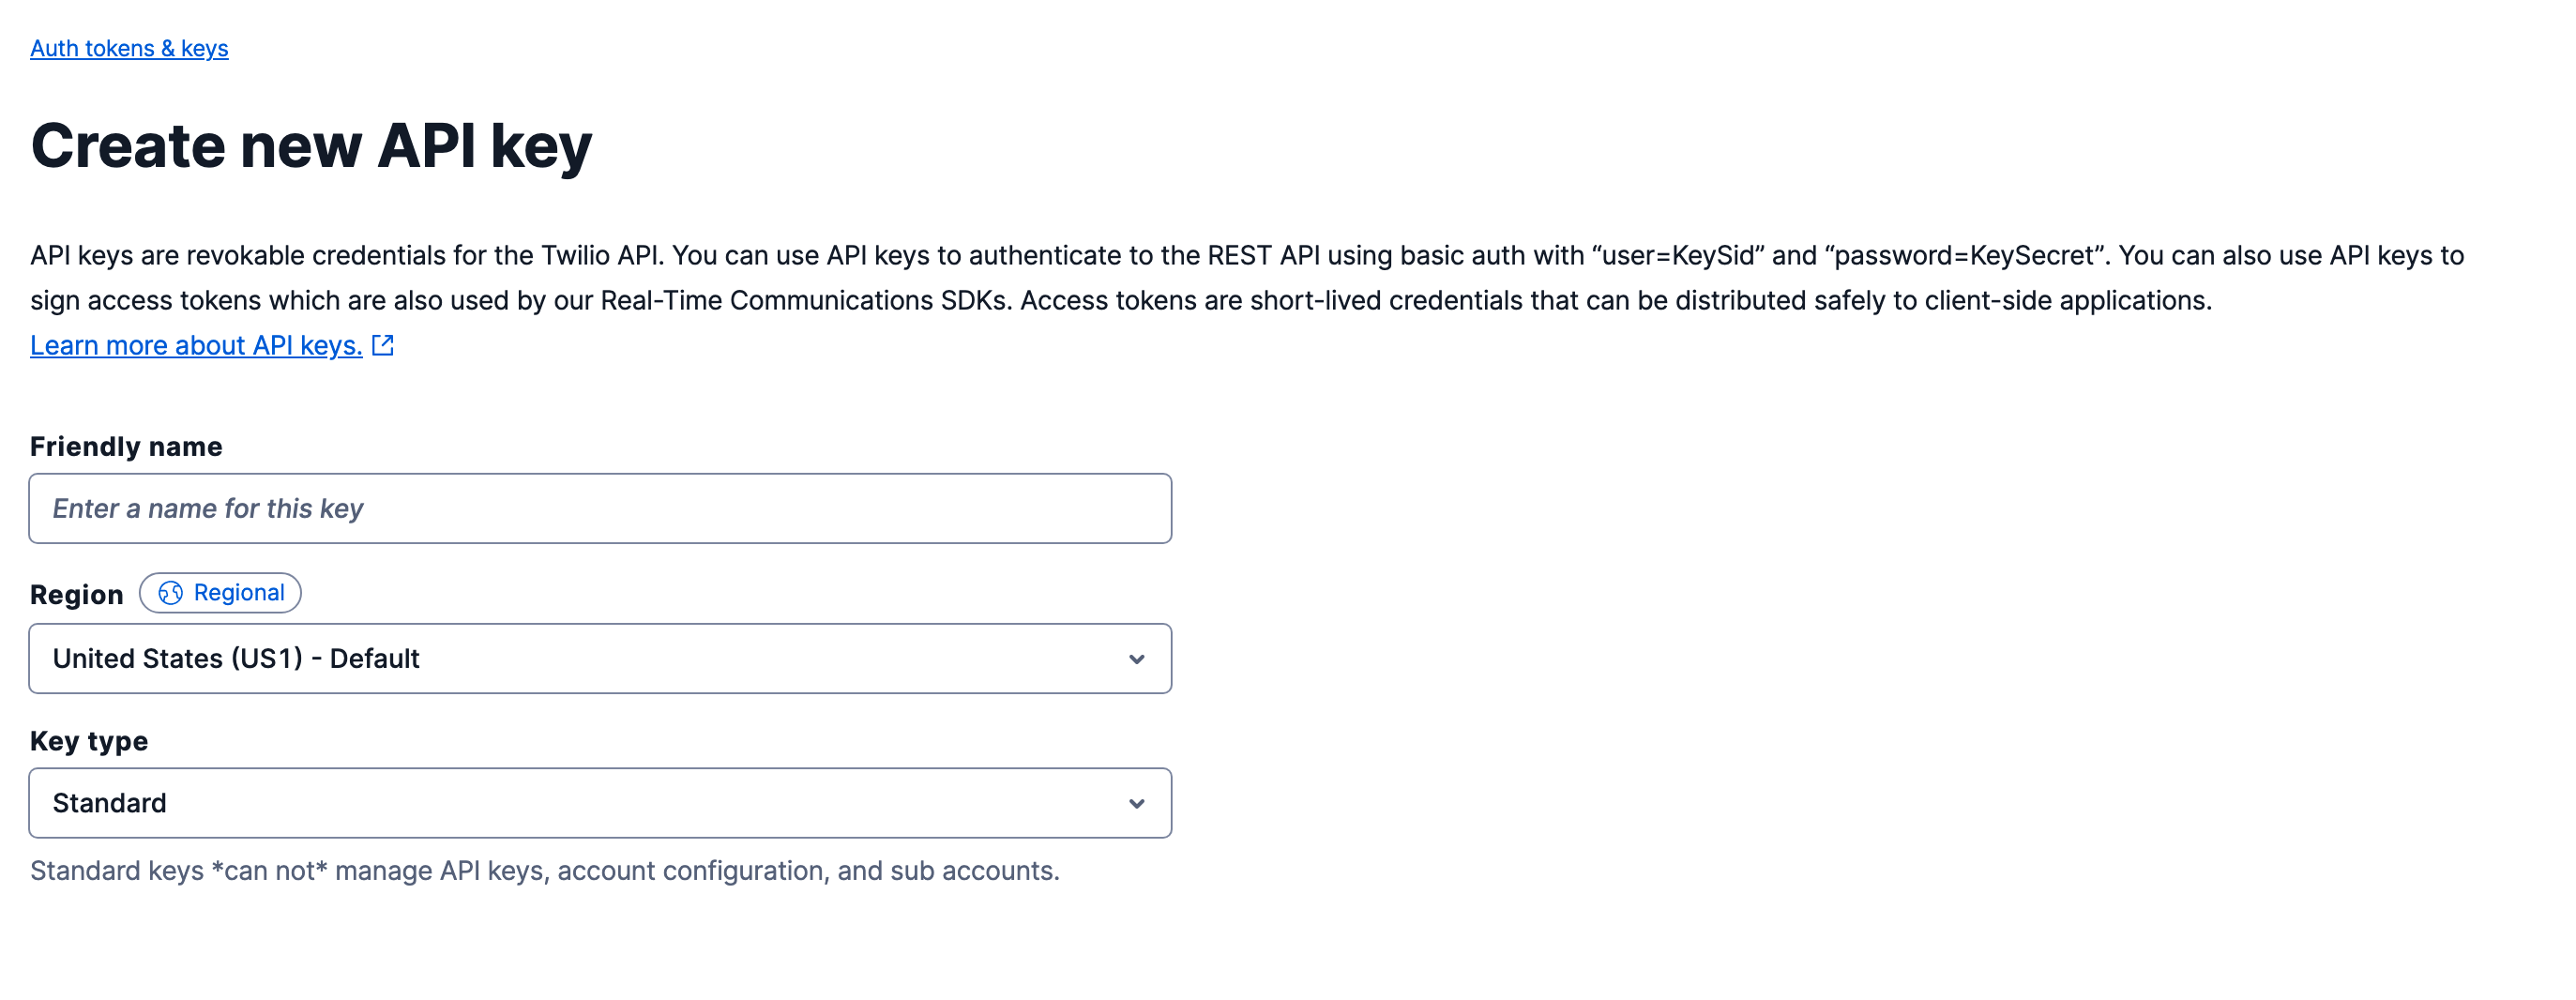 Auth tokens & keys
Create new API key
API keys are revokable credentials for the Twilio API. You can use API keys to authenticate to the REST API using basic auth with “user=KeySid” and “password=KeySecret”. You can also use API keys to
sign access tokens which are also used by our Real-Time Communications SDKs. Access tokens are short-lived credentials that can be distributed safely to client-side applications.
Learn more about API keys.
Friendly name
Enter a name for this key
Region Regional
United States (US1) - Default
Key type
Standard
Standard keys *can not* manage API keys, account configuration, and sub accounts.